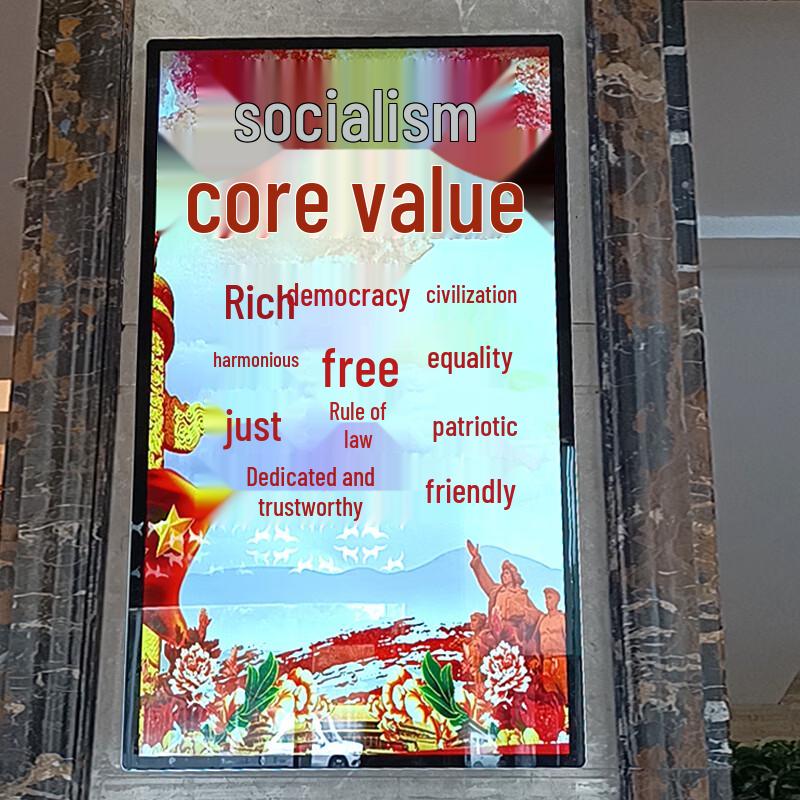 socialism
core value
Rich democracy civilization
harmonious free equality
just Rule of law patriotic
Dedicated and trustworthy friendly